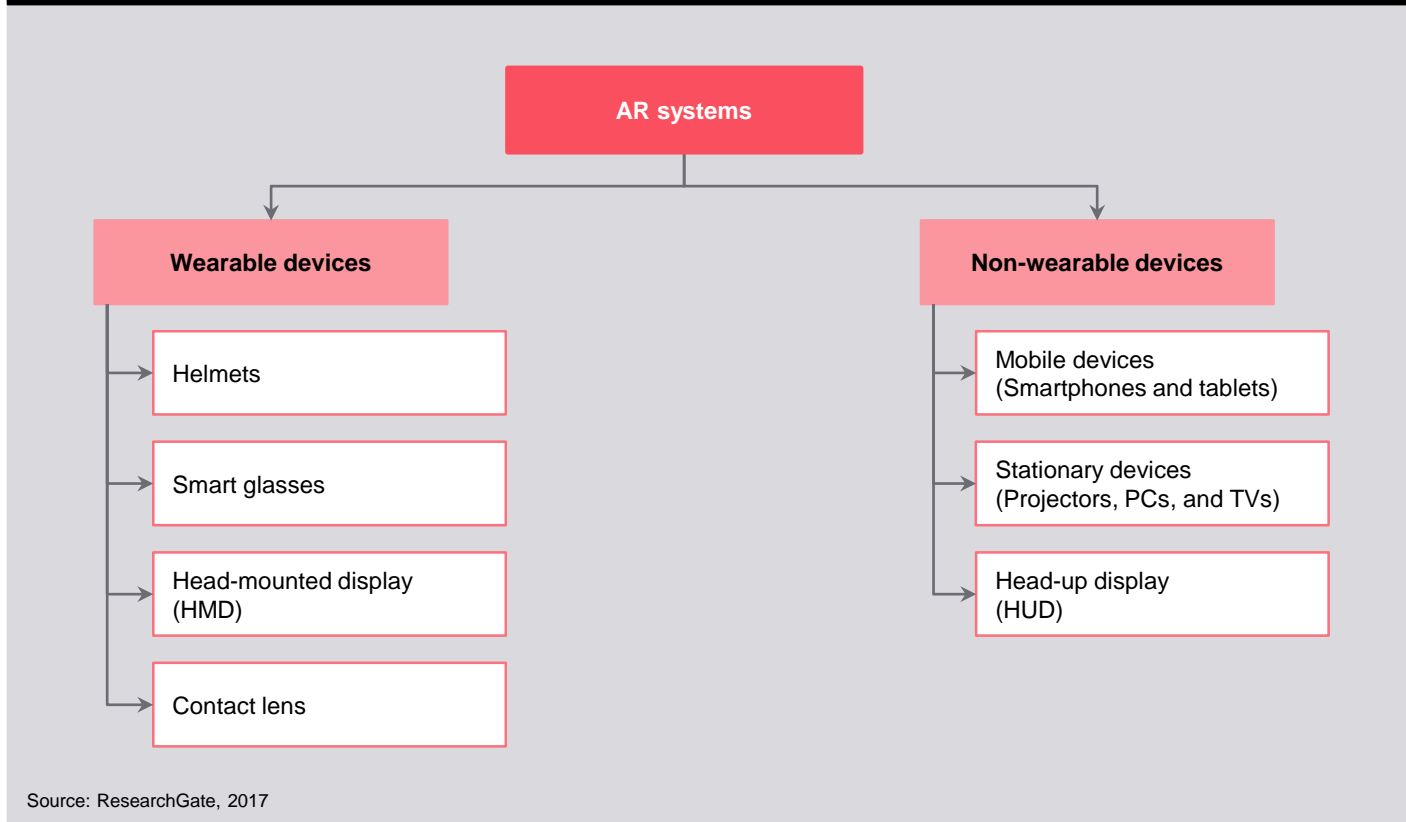 AR systems
Wearable devices
Helmets
Smart glasses
Head-mounted display
(HMD)
Contact lens
Non-wearable devices
Mobile devices
(Smartphones and tablets)
Stationary devices
(Projectors, PCs, and TVs)
Head-up display
(HUD)
Source: ResearchGate, 2017